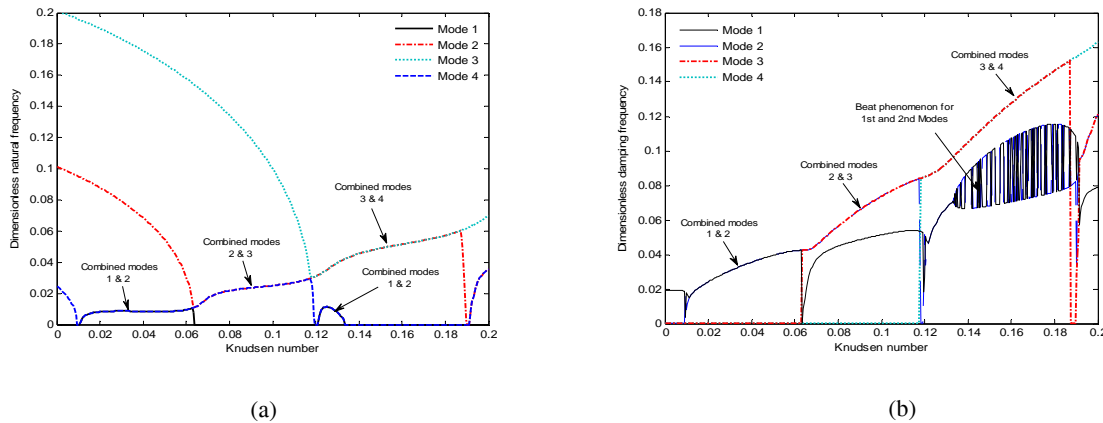 0.2
0.18
0.16
0.14
0.12
0.1
0.08
0.06
0.04
0.02
0
Dimensionless natural frequency
Mode 1
Mode 2
Mode 3
Mode 4
Combined modes
3 & 4
Combined modes
2 & 3
Combined modes
1 & 2
Combined modes
1 & 2
0 0.02 0.04 0.06 0.08 0.1 0.12 0.14 0.16 0.18 0.2
Knudsen number
(a)
0.18
0.16
0.14
0.12
0.1
0.08
0.06
0.04
0.02
0
Dimensionless damping frequency
Mode 1
Mode 2
Mode 3
Mode 4
Combined modes
3 & 4
Beat phenomenon for
1st and 2nd Modes
Combined modes
2 & 3
Combined modes
1 & 2
0 0.02 0.04 0.06 0.08 0.1 0.12 0.14 0.16 0.18 0.2
Knudsen number
(b)